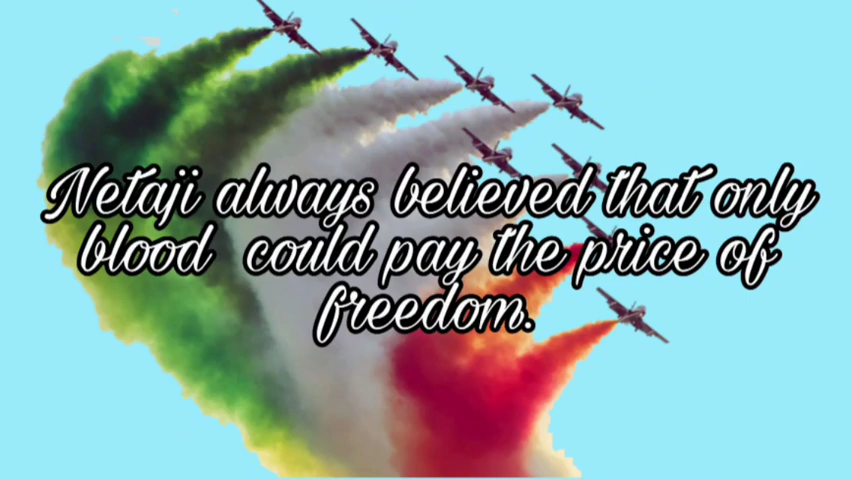 Netaji always believed that only
blood could pay the price of
freedom.